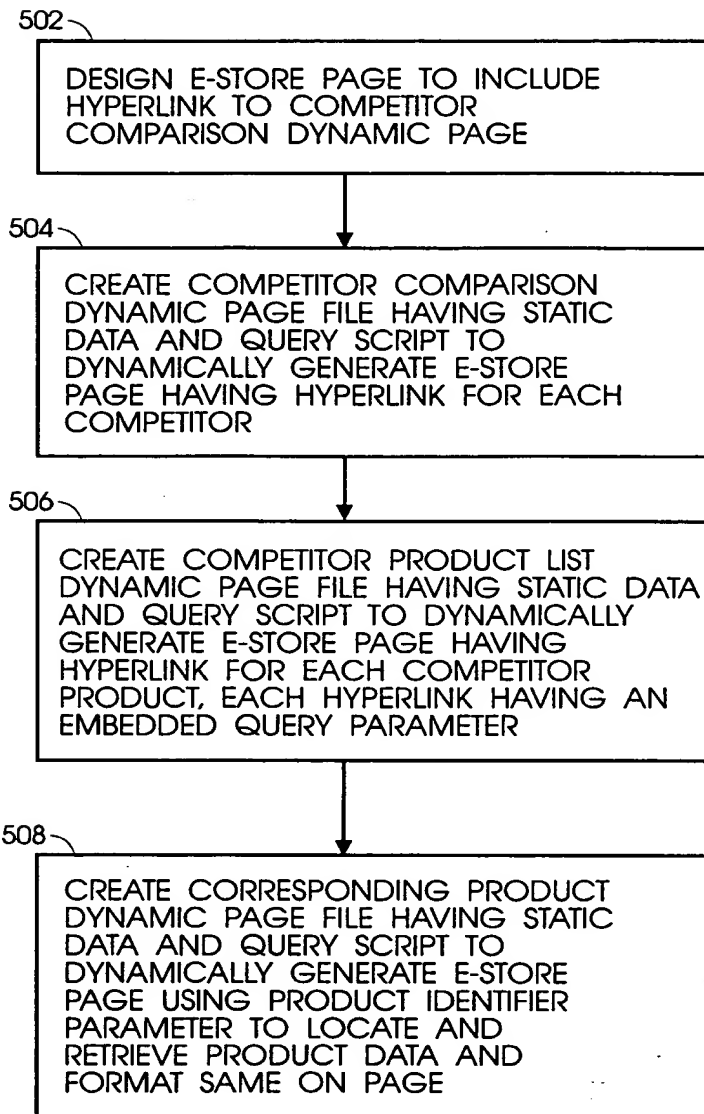 502
DESIGN E-STORE PAGE TO INCLUDE
HYPERLINK TO COMPETITOR
COMPARISON DYNAMIC PAGE
504
CREATE COMPETITOR COMPARISON
DYNAMIC PAGE FILE HAVING STATIC
DATA AND QUERY SCRIPT TO
DYNAMICALLY GENERATE E-STORE
PAGE HAVING HYPERLINK FOR EACH
COMPETITOR
506
CREATE COMPETITOR PRODUCT LIST
DYNAMIC PAGE FILE HAVING STATIC DATA
AND QUERY SCRIPT TO DYNAMICALLY
GENERATE E-STORE PAGE HAVING
HYPERLINK FOR EACH COMPETITOR
PRODUCT, EACH HYPERLINK HAVING AN
EMBEDDED QUERY PARAMETER
508
CREATE CORRESPONDING PRODUCT
DYNAMIC PAGE FILE HAVING STATIC
DATA AND QUERY SCRIPT TO
DYNAMICALLY GENERATE E-STORE
PAGE USING PRODUCT IDENTIFIER
PARAMETER TO LOCATE AND
RETRIEVE PRODUCT DATA AND
FORMAT SAME ON PAGE